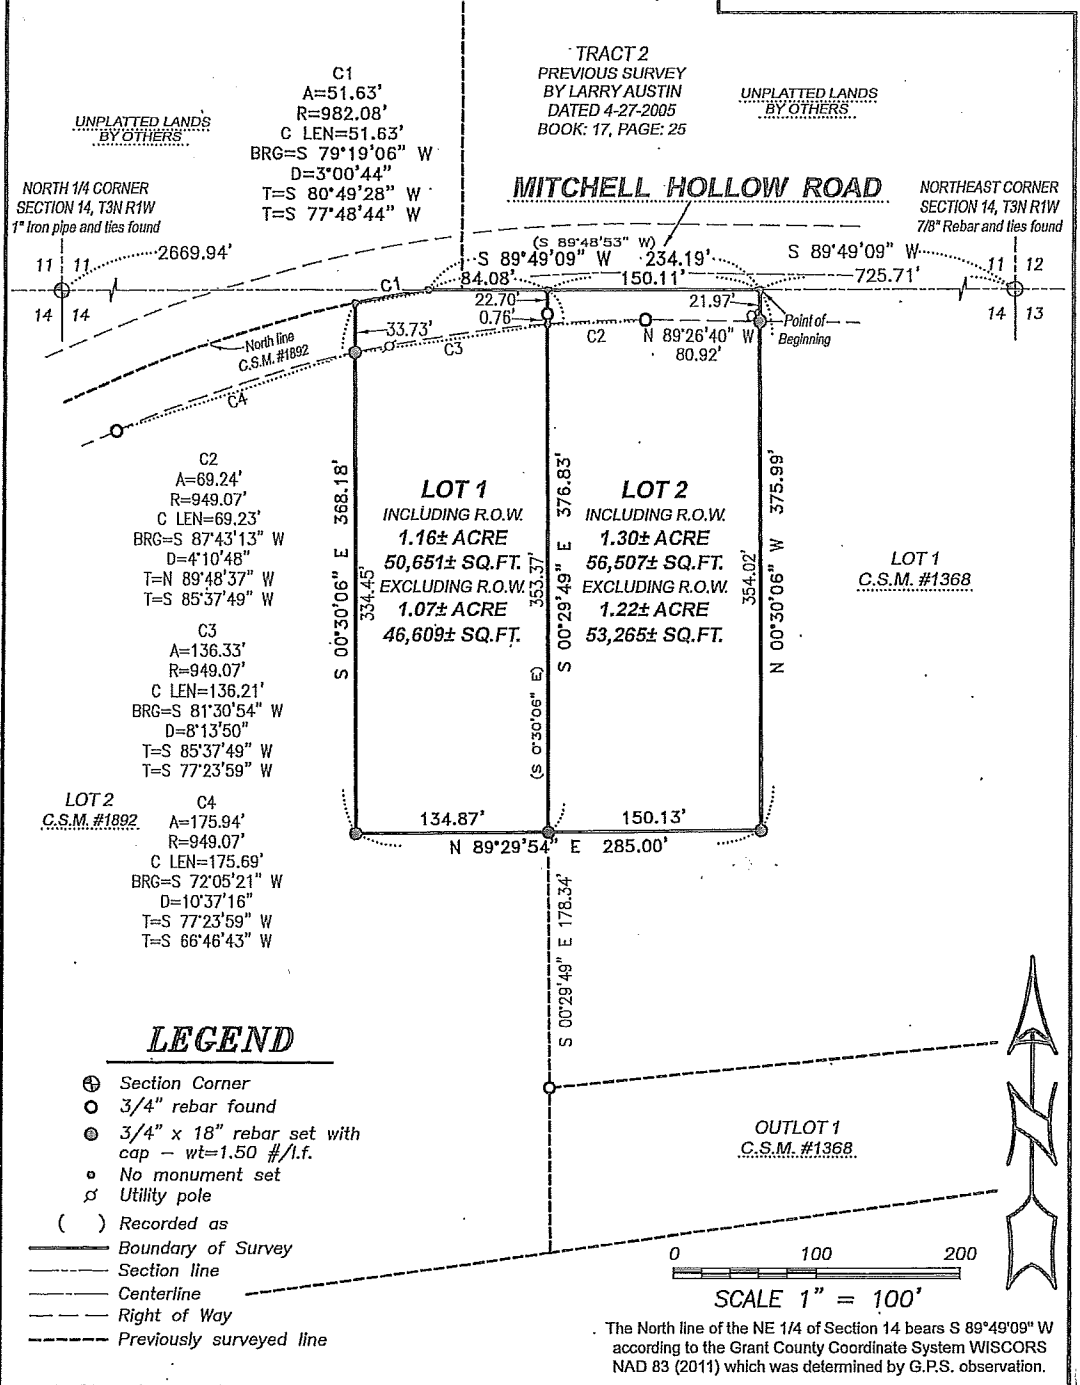 C1
A=51.63'
R=982.08'
C LEN=51.63'
BRG=S 79°19'06" W
D=3°00'44"
T=S 80°49'28" W
T=S 77°48'44" W
TRACT 2
PREVIOUS SURVEY
BY LARRY AUSTIN
DATED 4-27-2005
BOOK: 17, PAGE: 25
UNPLATTED LANDS
BY OTHERS
UNPLATTED LANDS
BY OTHERS
NORTH 1/4 CORNER
SECTION 14, T3N R1W
1" Iron pipe and ties found
MITCHELL HOLLOW ROAD
NORTHEAST CORNER
SECTION 14, T3N R1W
7/8" Rebar and ties found
2669.94'
(S 89°48'53" W)
S 89°49'09" W 234.19'
S 89°49'09" W
725.71'
11 11
14 14
11 12
14 13
C1
84.08'
150.11'
22.70'
0.76'
21.97'
33.73'
North line
C.S.M. #1892
C3
C4
C2
N 89°26'40" W
80.92'
Point of
Beginning
C2
A=69.24'
R=949.07'
C LEN=69.23'
BRG=S 87°43'13" W
D=4°10'48"
T=N 89°48'37" W
T=S 85°37'49" W
C3
A=136.33'
R=949.07'
C LEN=136.21'
BRG=S 81°30'54" W
D=8°13'50"
T=S 85°37'49" W
T=S 77°23'59" W
C4
A=175.94'
R=949.07'
C LEN=175.69'
BRG=S 72°05'21" W
D=10°37'16"
T=S 77°23'59" W
T=S 66°46'43" W
LOT 2
C.S.M. #1892
S 00°30'06" E 368.18'
334.45'
LOT 1
INCLUDING R.O.W.
1.16± ACRE
50,651± SQ.FT.
EXCLUDING R.O.W.
1.07± ACRE
46,609± SQ.FT.
353.37'
(S 0°30'06" E)
S 00°29'49" E 376.83'
LOT 2
INCLUDING R.O.W.
1.30± ACRE
56,507± SQ.FT.
EXCLUDING R.O.W.
1.22± ACRE
53,265± SQ.FT.
354.02'
N 00°30'06" W 375.99'
LOT 1
C.S.M. #1368
134.87'
150.13'
N 89°29'54" E 285.00'
S 00°29'49" E 178.34'
OUTLOT 1
C.S.M. #1368
LEGEND
Section Corner
3/4" rebar found
3/4" x 18" rebar set with
cap - wt=1.50 #/l.f.
No monument set
Utility pole
( ) Recorded as
Boundary of Survey
Section line
Centerline
Right of Way
Previously surveyed line
N
0 100 200
SCALE 1" = 100'
The North line of the NE 1/4 of Section 14 bears S 89°49'09" W
according to the Grant County Coordinate System WISCORS
NAD 83 (2011) which was determined by G.P.S. observation.